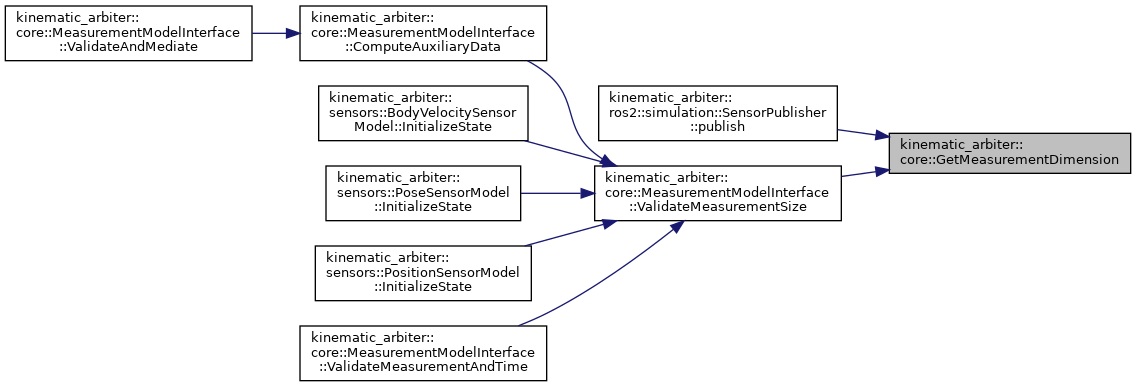 kinematic_arbiter::
core::MeasurementModelInterface
::ValidateAndMediate
kinematic_arbiter::
core::MeasurementModelInterface
::ComputeAuxiliaryData
kinematic_arbiter::
sensors::BodyVelocitySensor
Model::InitializeState
kinematic_arbiter::
ros2::simulation::SensorPublisher
::publish
kinematic_arbiter::
core::GetMeasurementDimension
kinematic_arbiter::
sensors::PoseSensorModel
::InitializeState
kinematic_arbiter::
core::MeasurementModelInterface
::ValidateMeasurementSize
kinematic_arbiter::
sensors::PositionSensorModel
::InitializeState
kinematic_arbiter::
core::MeasurementModelInterface
::ValidateMeasurementAndTime